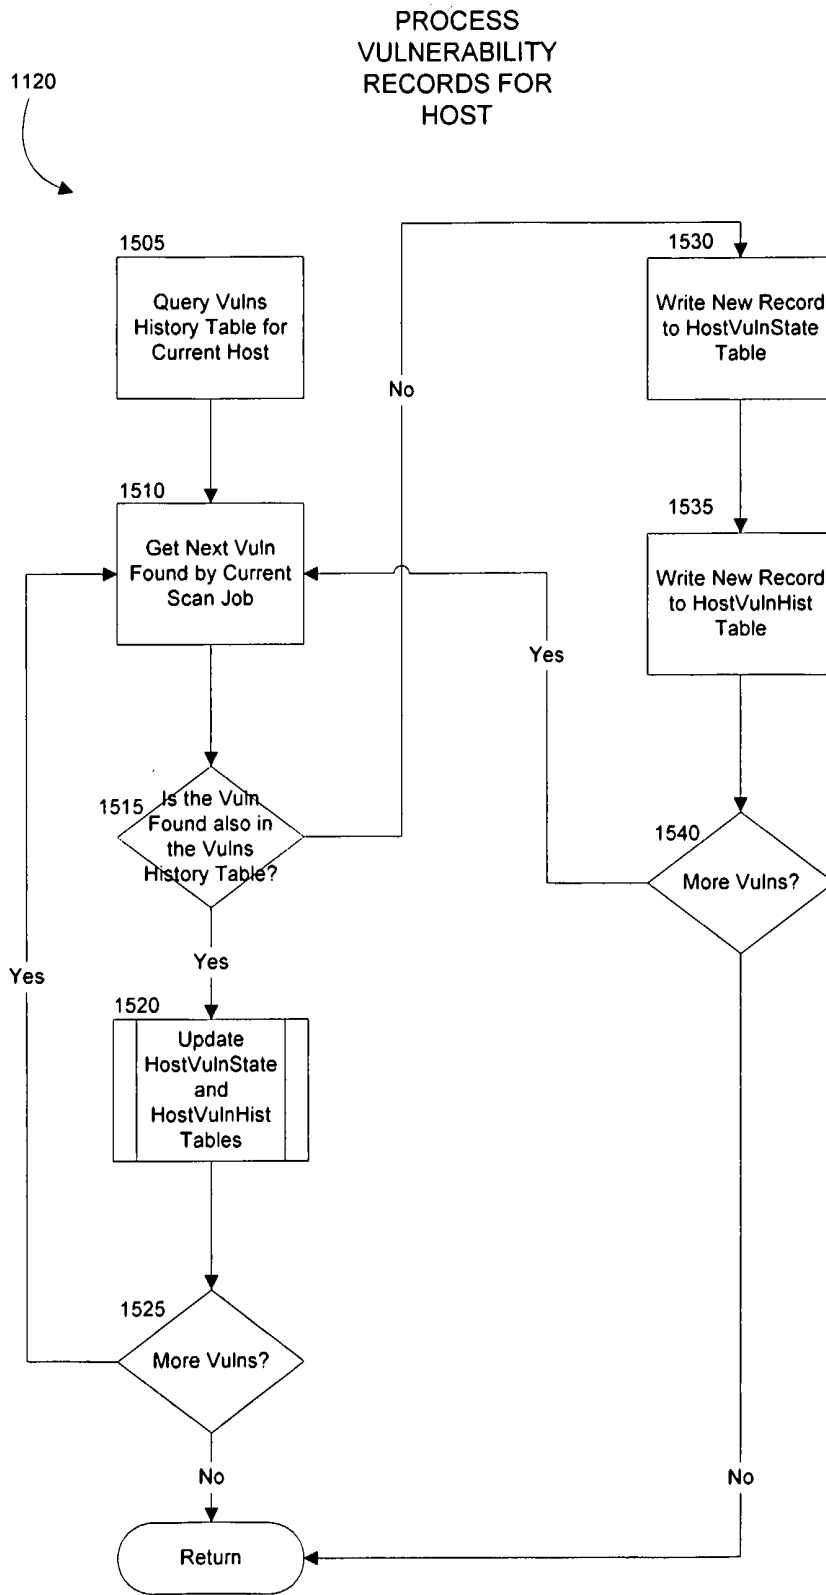 PROCESS
VULNERABILITY
RECORDS FOR
HOST
1120
1505
Query Vulns
History Table for
Current Host
1510
Get Next Vuln
Found by Current
Scan Job
1515
Is the Vuln
Found also in
the Vulns
History Table?
No
Yes
1520
Update
HostVulnState
and
HostVulnHist
Tables
1525
More Vulns?
Yes
No
Return
1530
Write New Record
to HostVulnState
Table
1535
Write New Record
to HostVulnHist
Table
1540
More Vulns?
Yes
No